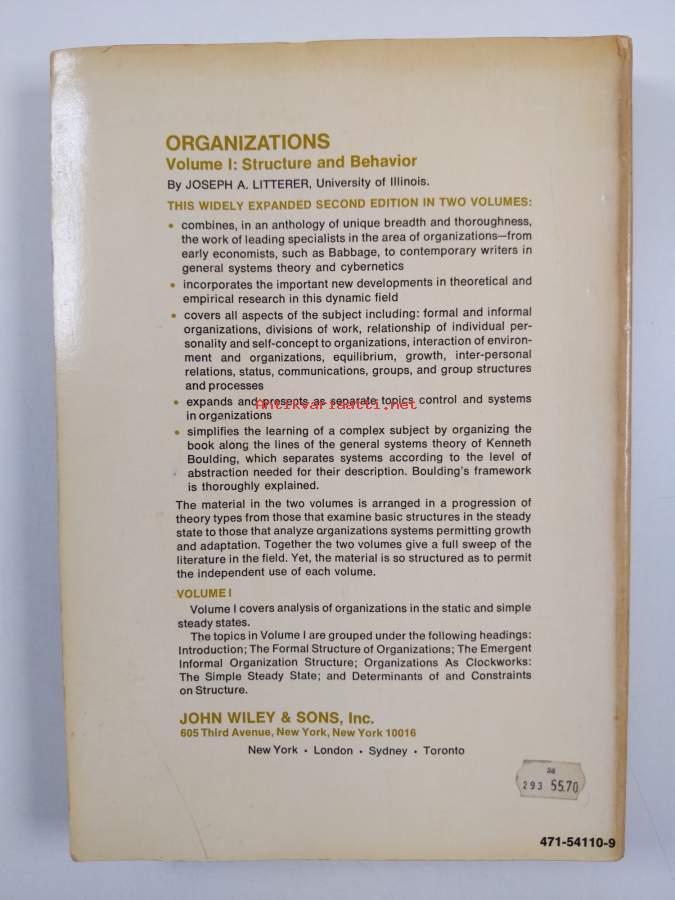 ORGANIZATIONS
Volume I: Structure and Behavior
By JOSEPH A. LITTERER, University of Illinois.
THIS WIDELY EXPANDED SECOND EDITION IN TWO VOLUMES:
• combines, in an anthology of unique breadth and thoroughness,
the work of leading specialists in the area of organizations—from
early economists, such as Babbage, to contemporary writers in
general systems theory and cybernetics
• incorporates the important new developments in theoretical and
empirical research in this dynamic field
• covers all aspects of the subject including: formal and informal
organizations, divisions of work, relationship of individual per-
sonality and self-concept to organizations, interaction of environ-
ment and organizations, equilibrium, growth, inter-personal
relations, status, communications, groups, and group structures
and processes
• expands and presents as separate topics control and systems
in organizations
Antikvariaatti.net
• simplifies the learning of a complex subject by organizing the
book along the lines of the general systems theory of Kenneth
Boulding, which separates systems according to the level of
abstraction needed for their description. Boulding's framework
is thoroughly explained.
The material in the two volumes is arranged in a progression of
theory types from those that examine basic structures in the steady
state to those that analyze organizations systems permitting growth
and adaptation. Together the two volumes give a full sweep of the
literature in the field. Yet, the material is so structured as to permit
the independent use of each volume.
VOLUME I
Volume I covers analysis of organizations in the static and simple
steady states.
The topics in Volume I are grouped under the following headings:
Introduction; The Formal Structure of Organizations; The Emergent
Informal Organization Structure; Organizations As Clockworks:
The Simple Steady State; and Determinants of and Constraints
on Structure.
JOHN WILEY & SONS, Inc.
605 Third Avenue, New York, New York 10016
New York • London • Sydney • Toronto
293 55.70
471-54110-9